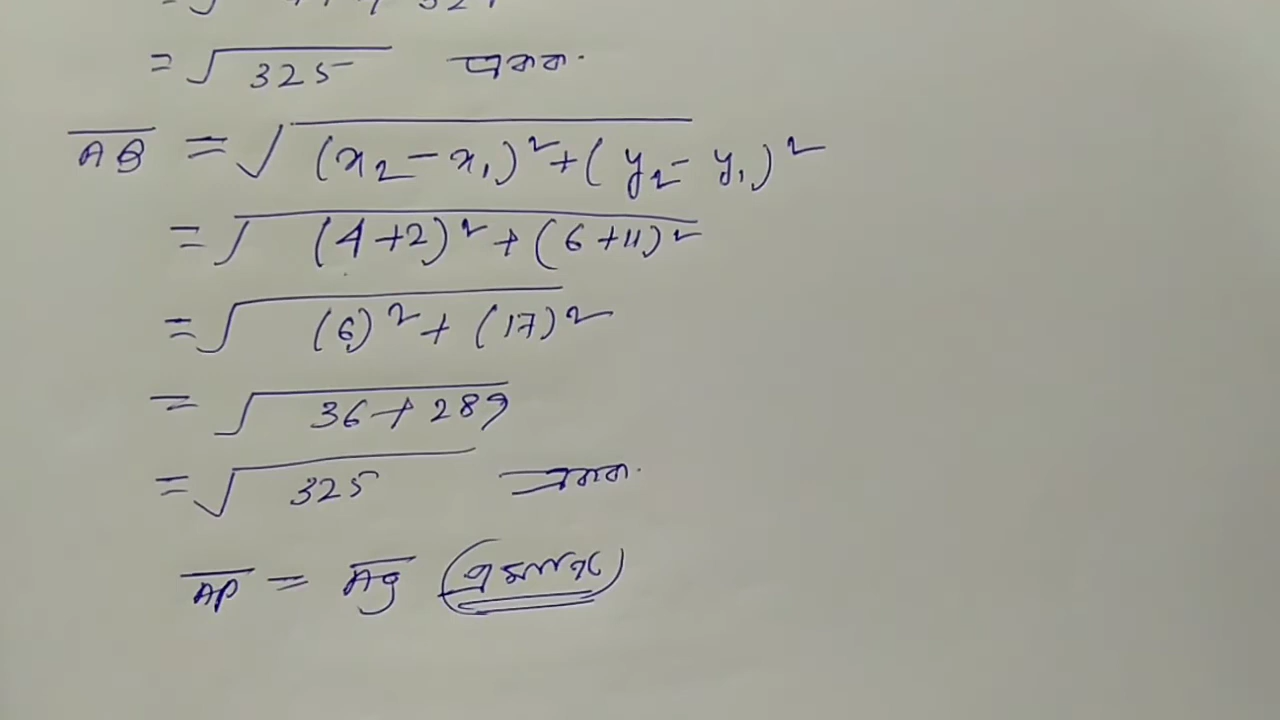 = √325 একক.
AB = √(x₂ - x₁)² + (y₂ - y₁)²
= √(4 + 2)² + (6 + 11)²
= √(6)² + (17)²
= √36 + 289
= √325 একক.
AP = AB (প্রমাণিত)